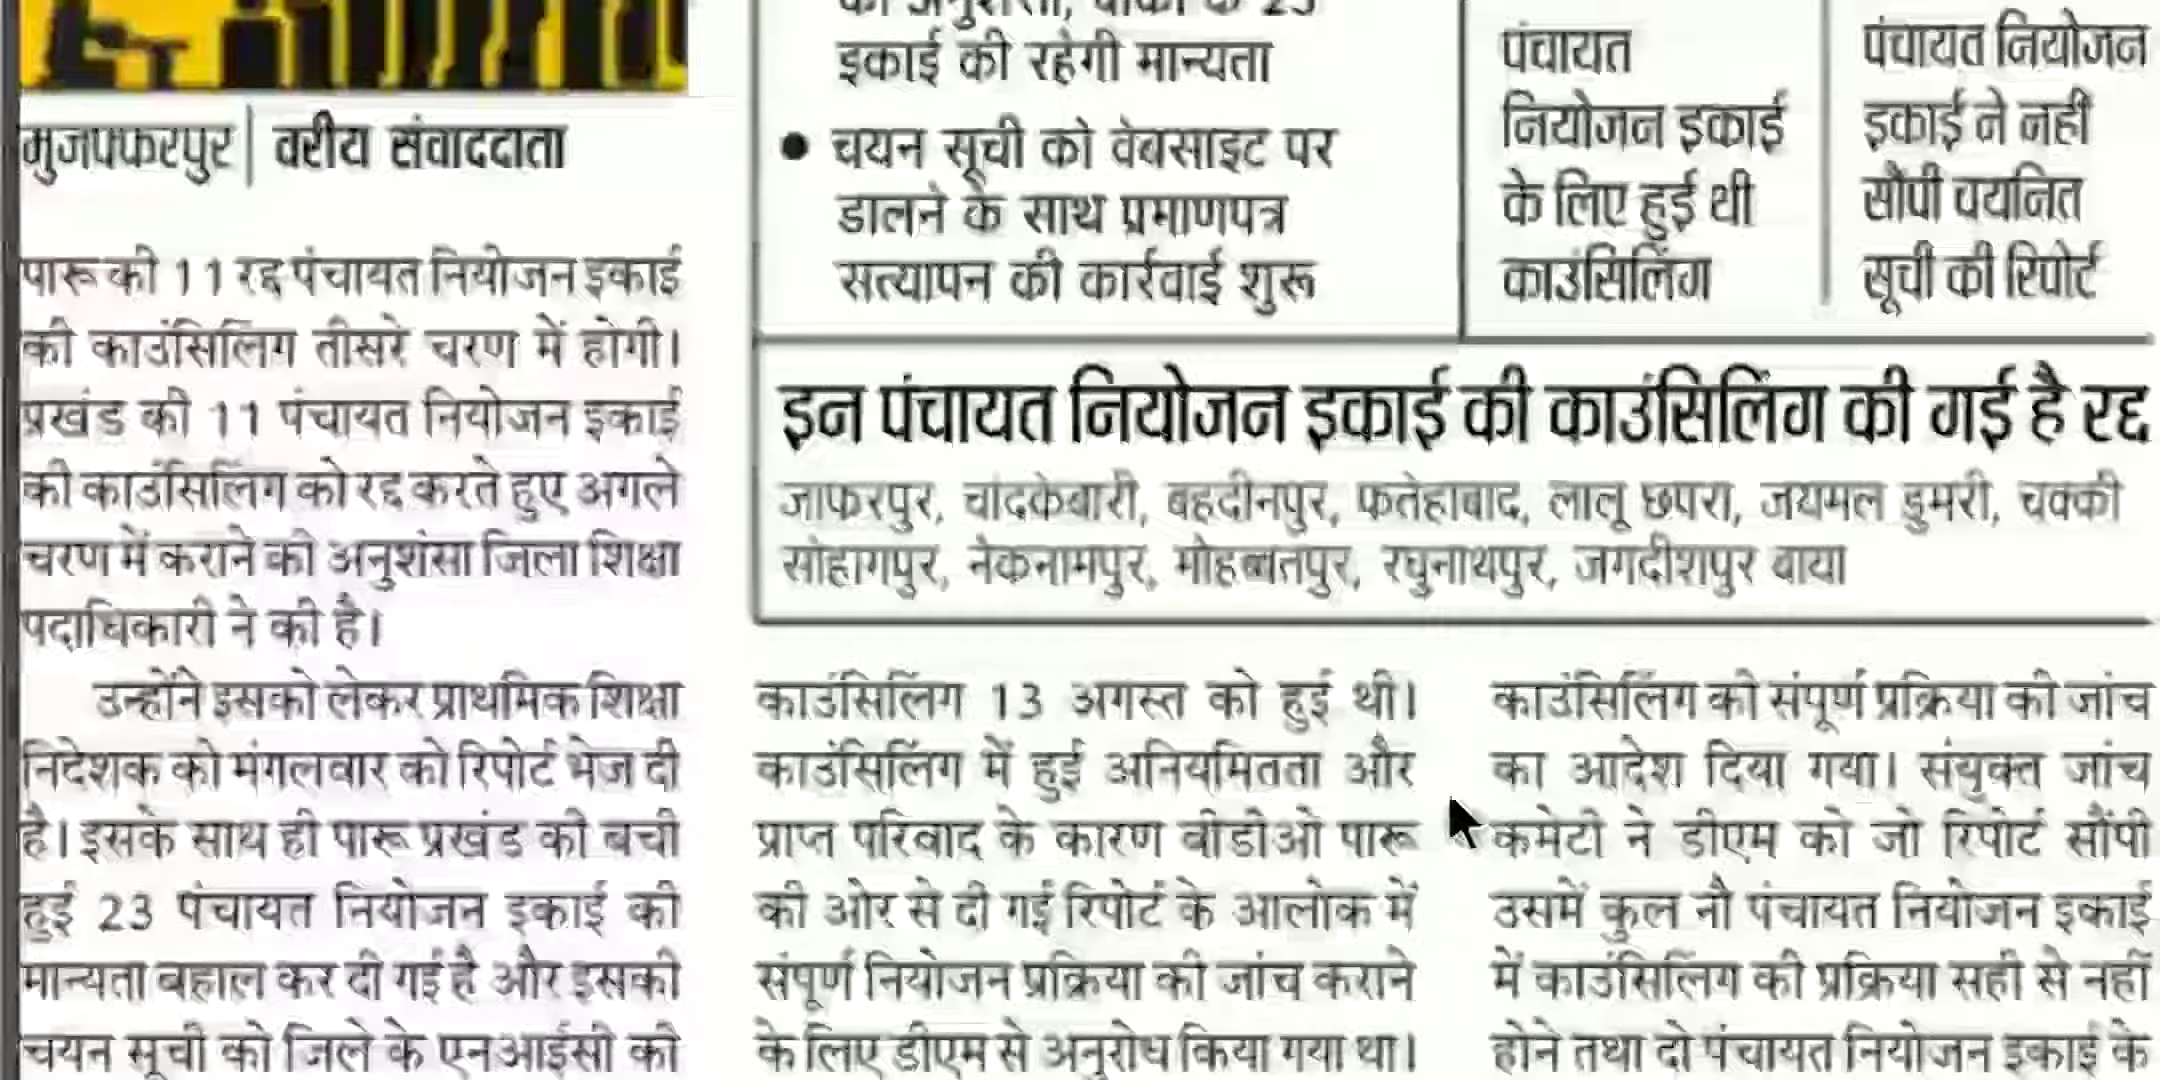 इकाई की रहेगी मान्यता
• चयन सूची को वेबसाइट पर
डालने के साथ प्रमाणपत्र
सत्यापन की कार्रवाई शुरू
पंचायत
नियोजन इकाई
के लिए हुई थी
काउंसिलिंग
पंचायत नियोजन
इकाई ने नहीं
सौंपी चयनित
सूची की रिपोर्ट
मुजफ्फरपुर | वरीय संवाददाता
पारू की 11 रद्द पंचायत नियोजन इकाई
की काउंसिलिंग तीसरे चरण में होगी।
प्रखंड की 11 पंचायत नियोजन इकाई
की काउंसिलिंग को रद्द करते हुए अगले
चरण में कराने की अनुशंसा जिला शिक्षा
पदाधिकारी ने की है।
उन्होंने इसको लेकर प्राथमिक शिक्षा
निदेशक को मंगलवार को रिपोर्ट भेज दी
है। इसके साथ ही पारू प्रखंड की बची
हुई 23 पंचायत नियोजन इकाई की
मान्यता बहाल कर दी गई है और इसकी
चयन सूची को जिले के एनआईसी की
इन पंचायत नियोजन इकाई की काउंसिलिंग की गई है रद्द
जाफरपुर, चांदकेवारी, बहदीनपुर, फतेहाबाद, लालू छपरा, जयमल डुमरी, चक्की
सोहागपुर, नेकनामपुर, मोहब्बतपुर, रघुनाथपुर, जगदीशपुर बाया
काउंसिलिंग 13 अगस्त को हुई थी।
काउंसिलिंग में हुई अनियमितता और
प्राप्त परिवाद के कारण बीडीओ पारू
की ओर से दी गई रिपोर्ट के आलोक में
संपूर्ण नियोजन प्रक्रिया की जांच कराने
के लिए डीएम से अनुरोध किया गया था।
काउंसिलिंग की संपूर्ण प्रक्रिया की जांच
का आदेश दिया गया। संयुक्त जांच
कमेटी ने डीएम को जो रिपोर्ट सौंपी
उसमें कुल नौ पंचायत नियोजन इकाई
में काउंसिलिंग की प्रक्रिया सही से नहीं
होने तथा दो पंचायत नियोजन इकाई के